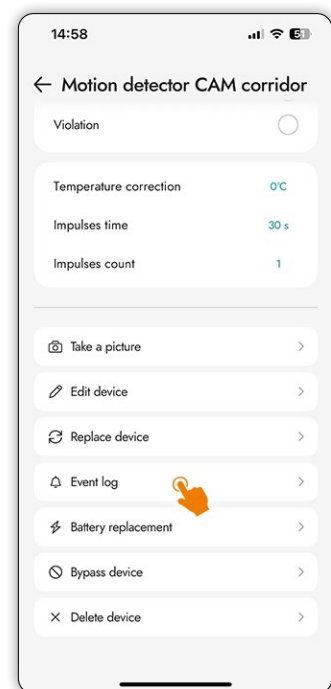 14:58
51
← Motion detector CAM corridor
Violation
Temperature correction 0°C
Impulses time 30 s
Impulses count 1
Take a picture
Edit device
Replace device
Event log
Battery replacement
Bypass device
Delete device